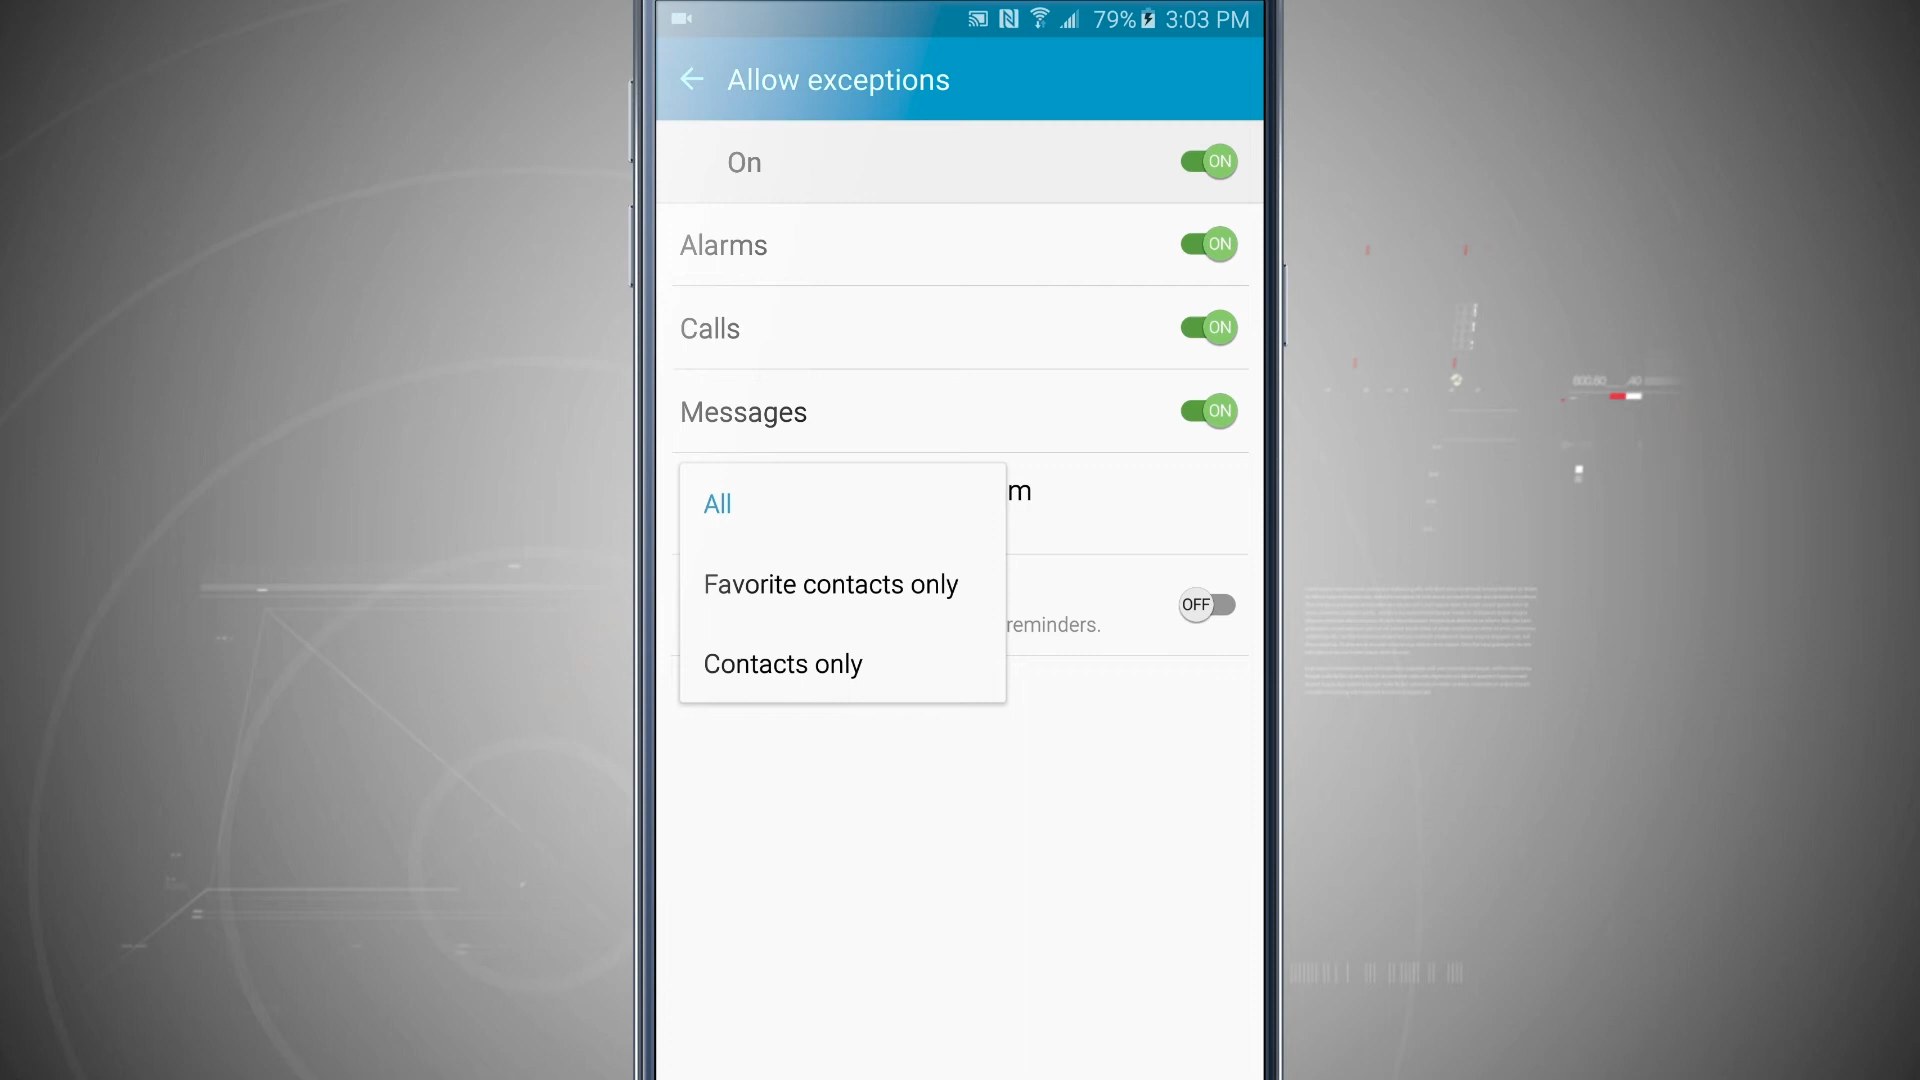 79% 3:03 PM
Allow exceptions
On ON
Alarms ON
Calls ON
Messages ON
m
All
Favorite contacts only
OFF
reminders.
Contacts only